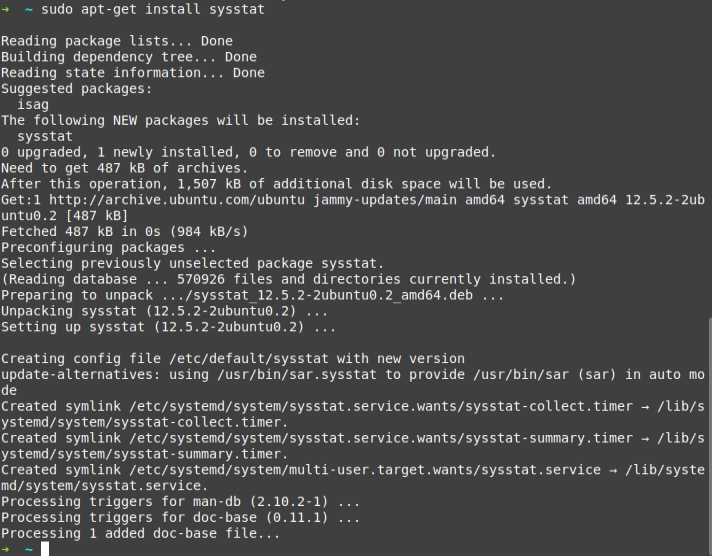 ➜  ~ sudo apt-get install sysstat
Reading package lists... Done
Building dependency tree... Done
Reading state information... Done
Suggested packages:
  isag
The following NEW packages will be installed:
  sysstat
0 upgraded, 1 newly installed, 0 to remove and 0 not upgraded.
Need to get 487 kB of archives.
After this operation, 1,507 kB of additional disk space will be used.
Get:1 http://archive.ubuntu.com/ubuntu jammy-updates/main amd64 sysstat amd64 12.5.2-2ub
untu0.2 [487 kB]
Fetched 487 kB in 0s (984 kB/s)
Preconfiguring packages ...
Selecting previously unselected package sysstat.
(Reading database ... 570926 files and directories currently installed.)
Preparing to unpack .../sysstat_12.5.2-2ubuntu0.2_amd64.deb ...
Unpacking sysstat (12.5.2-2ubuntu0.2) ...
Setting up sysstat (12.5.2-2ubuntu0.2) ...
Creating config file /etc/default/sysstat with new version
update-alternatives: using /usr/bin/sar.sysstat to provide /usr/bin/sar (sar) in auto mo
de
Created symlink /etc/systemd/system/sysstat.service.wants/sysstat-collect.timer → /lib/s
ystemd/system/sysstat-collect.timer.
Created symlink /etc/systemd/system/sysstat.service.wants/sysstat-summary.timer → /lib/s
ystemd/system/sysstat-summary.timer.
Created symlink /etc/systemd/system/multi-user.target.wants/sysstat.service → /lib/syste
md/system/sysstat.service.
Processing triggers for man-db (2.10.2-1) ...
Processing triggers for doc-base (0.11.1) ...
Processing 1 added doc-base file...
➜  ~